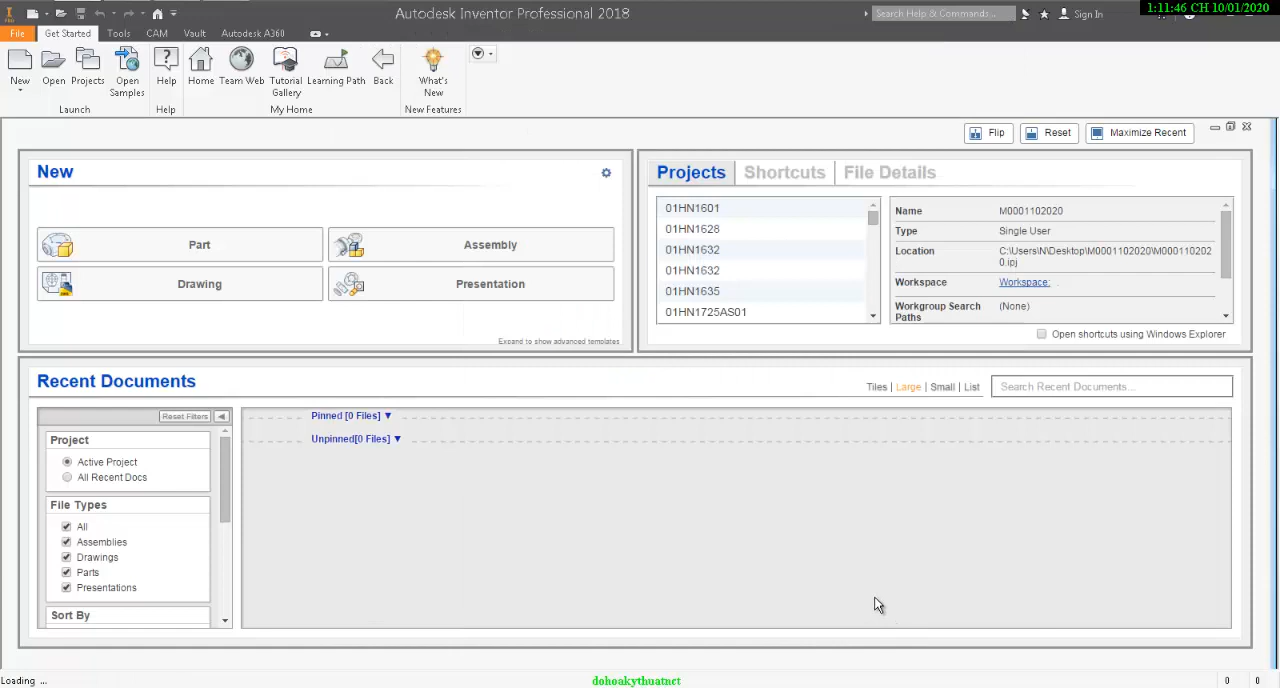 Autodesk Inventor Professional 2018
Search Help & Commands...
Sign In
1:11:46 CH 10/01/2020
File Get Started Tools CAM Vault Autodesk A360
New Open Projects Open Samples Help Home Team Web Tutorial Gallery Learning Path Back What's New
Launch Help My Home New Features
Flip Reset Maximize Recent
New
Part Assembly
Drawing Presentation
Expand to show advanced templates
Projects Shortcuts File Details
01HN1601
01HN1628
01HN1632
01HN1632
01HN1635
01HN1725AS01
Name M0001102020
Type Single User
Location C:\Users\N\Desktop\M0001102020\M000110202
0.ipj
Workspace Workspace:
Workgroup Search (None)
Paths
Open shortcuts using Windows Explorer
Recent Documents
Tiles | Large | Small | List
Search Recent Documents...
Reset Filters
Project
Active Project
All Recent Docs
File Types
All
Assemblies
Drawings
Parts
Presentations
Sort By
Pinned [0 Files]
Unpinned[0 Files]
Loading ...
dohoakythuatnet
0 0